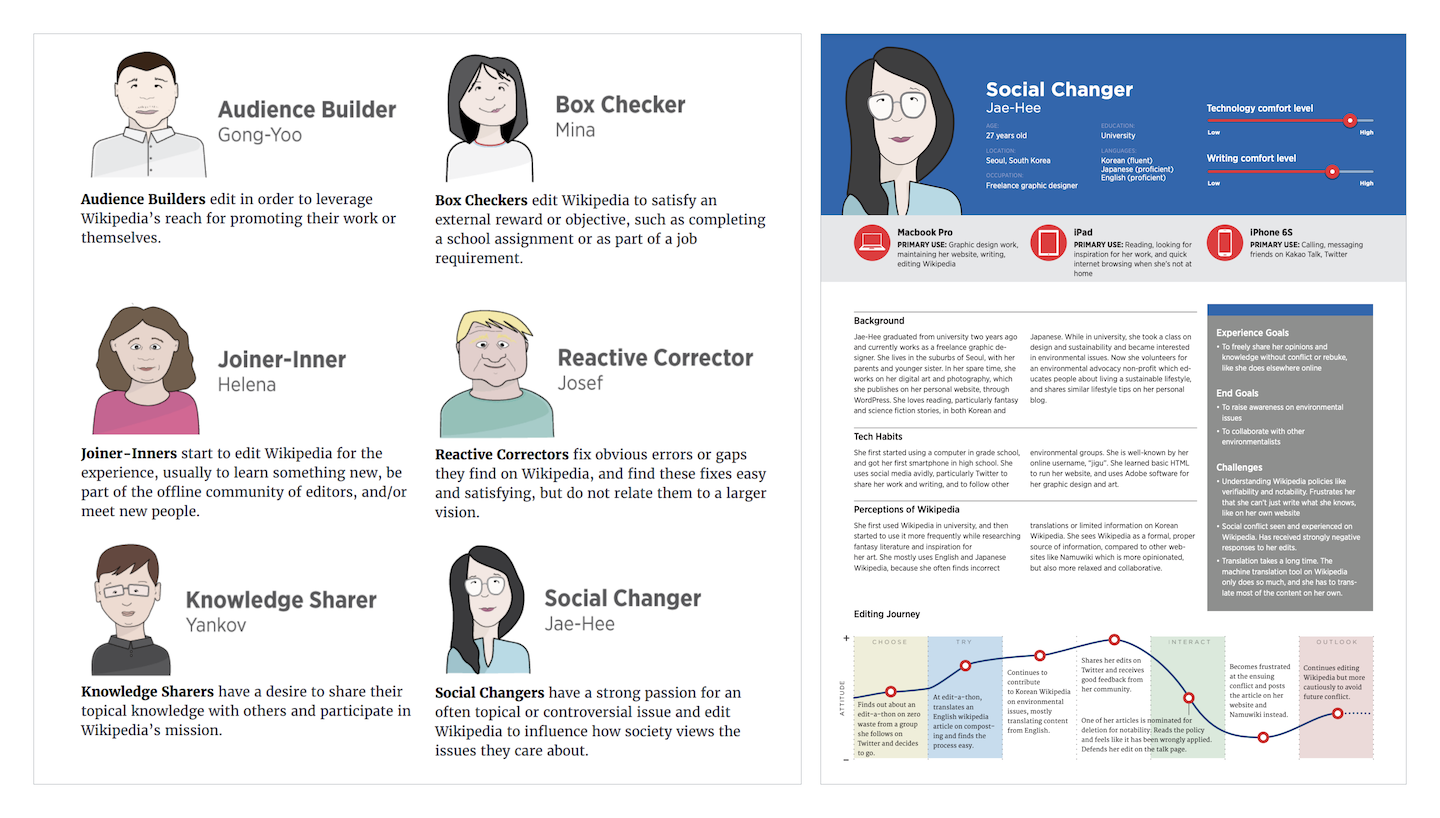 Audience Builder
Gong-Yoo
Audience Builders edit in order to leverage
Wikipedia's reach for promoting their work or
themselves.
Box Checker
Mina
Box Checkers edit Wikipedia to satisfy an
external reward or objective, such as completing
a school assignment or as part of a job
requirement.
Joiner-Inner
Helena
Joiner-Inners start to edit Wikipedia for the
experience, usually to learn something new, be
part of the offline community of editors, and/or
meet new people.
Reactive Corrector
Josef
Reactive Correctors fix obvious errors or gaps
they find on Wikipedia, and find these fixes easy
and satisfying, but do not relate them to a larger
vision.
Knowledge Sharer
Yankov
Knowledge Sharers have a desire to share their
topical knowledge with others and participate in
Wikipedia's mission.
Social Changer
Jae-Hee
Social Changers have a strong passion for an
often topical or controversial issue and edit
Wikipedia to influence how society views the
issues they care about.
Social Changer
Jae-Hee
AGE:
27 years old
LOCATION:
Seoul, South Korea
OCCUPATION:
Freelance graphic designer
EDUCATION:
University
LANGUAGES:
Korean (fluent)
Japanese (proficient)
English (proficient)
Technology comfort level
Low High
Writing comfort level
Low High
Macbook Pro
PRIMARY USE: Graphic design work,
maintaining her website, writing,
editing Wikipedia
iPad
PRIMARY USE: Reading, looking for
inspiration for her work, and quick
internet browsing when she's not at
home
iPhone 6S
PRIMARY USE: Calling, messaging
friends on Kakao Talk, Twitter
Background
Jae-Hee graduated from university two years ago
and currently works as a freelance graphic de-
signer. She lives in the suburbs of Seoul, with her
parents and younger sister. In her spare time, she
works on her digital art and photography, which
she publishes on her personal website, through
WordPress. She loves reading, particularly fantasy
and science fiction stories, in both Korean and
Japanese. While in university, she took a class on
design and sustainability and became interested
in environmental issues. Now she volunteers for
an environmental advocacy non-profit which ed-
ucates people about living a sustainable lifestyle,
and shares similar lifestyle tips on her personal
blog.
Tech Habits
She first started using a computer in grade school,
and got her first smartphone in high school. She
uses social media avidly, particularly Twitter to
share her work and writing, and to follow other
environmental groups. She is well-known by her
online username, "jigu". She learned basic HTML
to run her website, and uses Adobe software for
her graphic design and art.
Perceptions of Wikipedia
She first used Wikipedia in university, and then
started to use it more frequently while researching
fantasy literature and inspiration for
her art. She mostly uses English and Japanese
Wikipedia, because she often finds incorrect
translations or limited information on Korean
Wikipedia. She sees Wikipedia as a formal, proper
source of information, compared to other web-
sites like Namuwiki which is more opinionated,
but also more relaxed and collaborative.
Experience Goals
• To freely share her opinions and
knowledge without conflict or rebuke,
like she does elsewhere online
End Goals
• To raise awareness on environmental
issues
• To collaborate with other
environmentalists
Challenges
• Understanding Wikipedia policies like
verifiability and notability. Frustrates her
that she can't just write what she knows,
like on her own website
• Social conflict seen and experienced on
Wikipedia. Has received strongly negative
responses to her edits.
• Translation takes a long time. The
machine translation tool on Wikipedia
only does so much, and she has to trans-
late most of the content on her own.
Editing Journey
+
ATTITUDE
−
CHOOSE
Finds out about an
edit-a-thon on zero
waste from a group
she follows on
Twitter and decides
to go.
TRY
At edit-a-thon,
translates an
English wikipedia
article on compost-
ing and finds the
process easy.
Continues to
contribute
to Korean Wikipedia
on environmental
issues, mostly
translating content
from English.
Shares her edits on
Twitter and receives
good feedback from
her community.
INTERACT
One of her articles is nominated for
deletion for notability. Reads the policy
and feels like it has been wrongly applied.
Defends her edit on the talk page.
Becomes frustrated
at the ensuing
conflict and posts
the article on her
website and
Namuwiki instead.
OUTLOOK
Continues editing
Wikipedia but more
cautiously to avoid
future conflict.